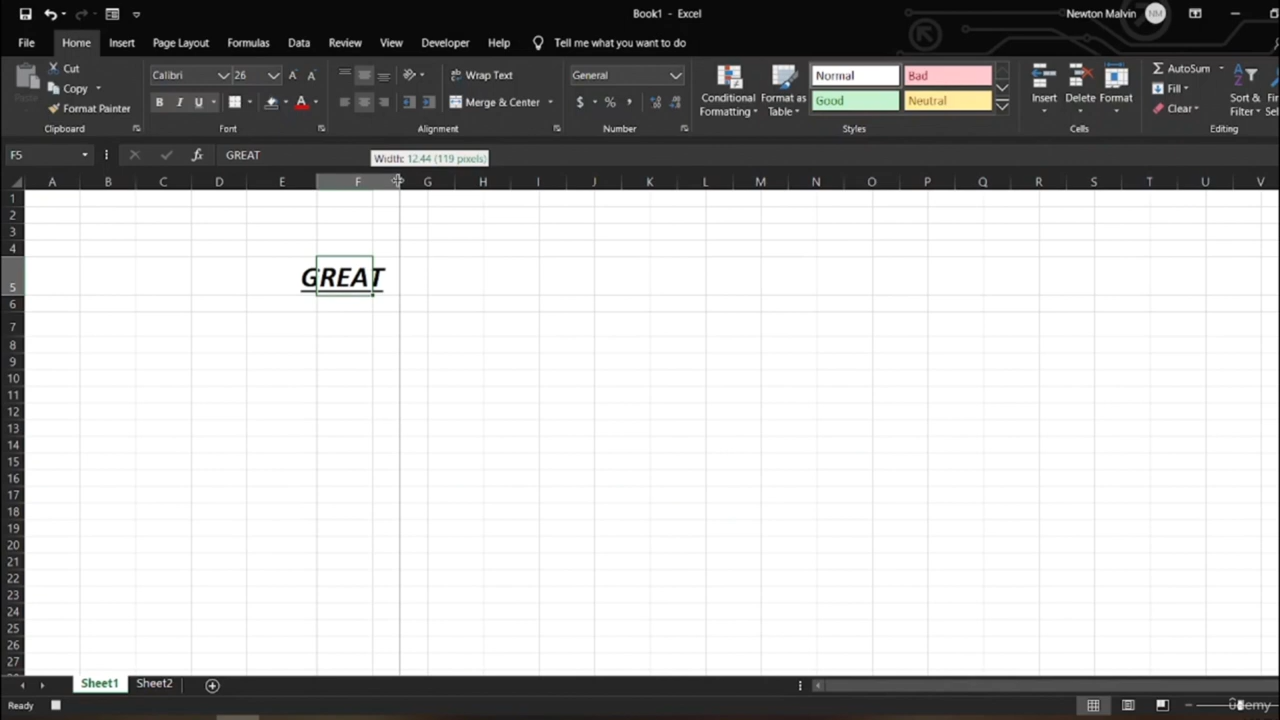 Book1 - Excel
Newton Malvin NM
File Home Insert Page Layout Formulas Data Review View Developer Help Tell me what you want to do
Cut
Copy
Paste
Format Painter
Clipboard
Calibri 26 A A
B I U A
Font
Wrap Text
Merge & Center
Alignment
General
$ % ,
Number
Conditional
Formatting
Format as
Table
Normal Bad
Good Neutral
Styles
Insert Delete Format
Cells
AutoSum
Fill
Clear
Sort &
Filter
Editing
F5 fx GREAT
Width: 12.44 (119 pixels)
A B C D E F G H I J K L M N O P Q R S T U V
1
2
3
4
5
GREAT
6
7
8
9
10
11
12
13
14
15
16
17
18
19
20
21
22
23
24
25
26
27
Sheet1 Sheet2
Ready
Udemy